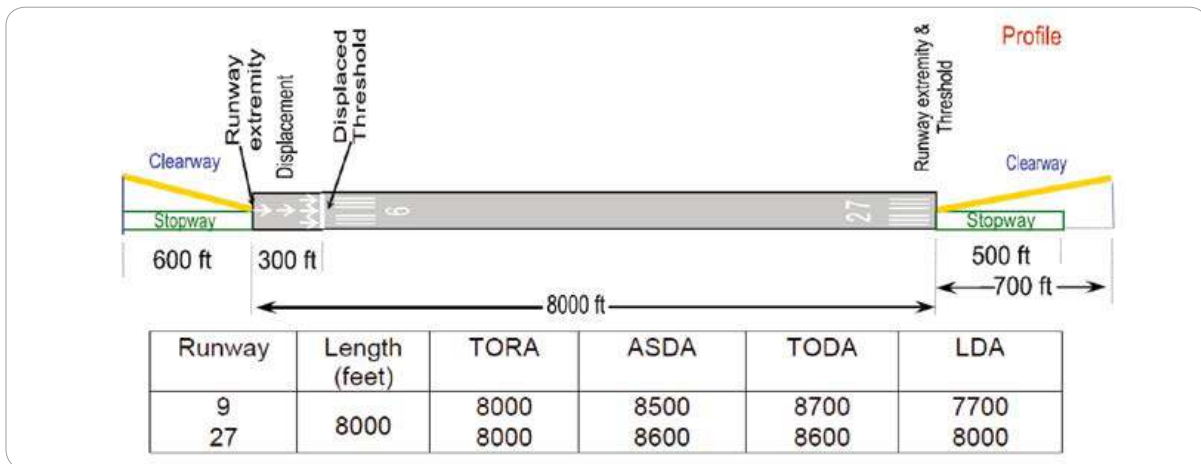 Profile
Runway
extremity
Displacement
Displaced
Threshold
Runway extremity &
Threshold
Clearway
Clearway
Stopway
9
27
Stopway
600 ft
300 ft
500 ft
700 ft
8000 ft
Runway Length (feet) TORA ASDA TODA LDA
9 8000 8000 8500 8700 7700
27 8000 8600 8600 8000